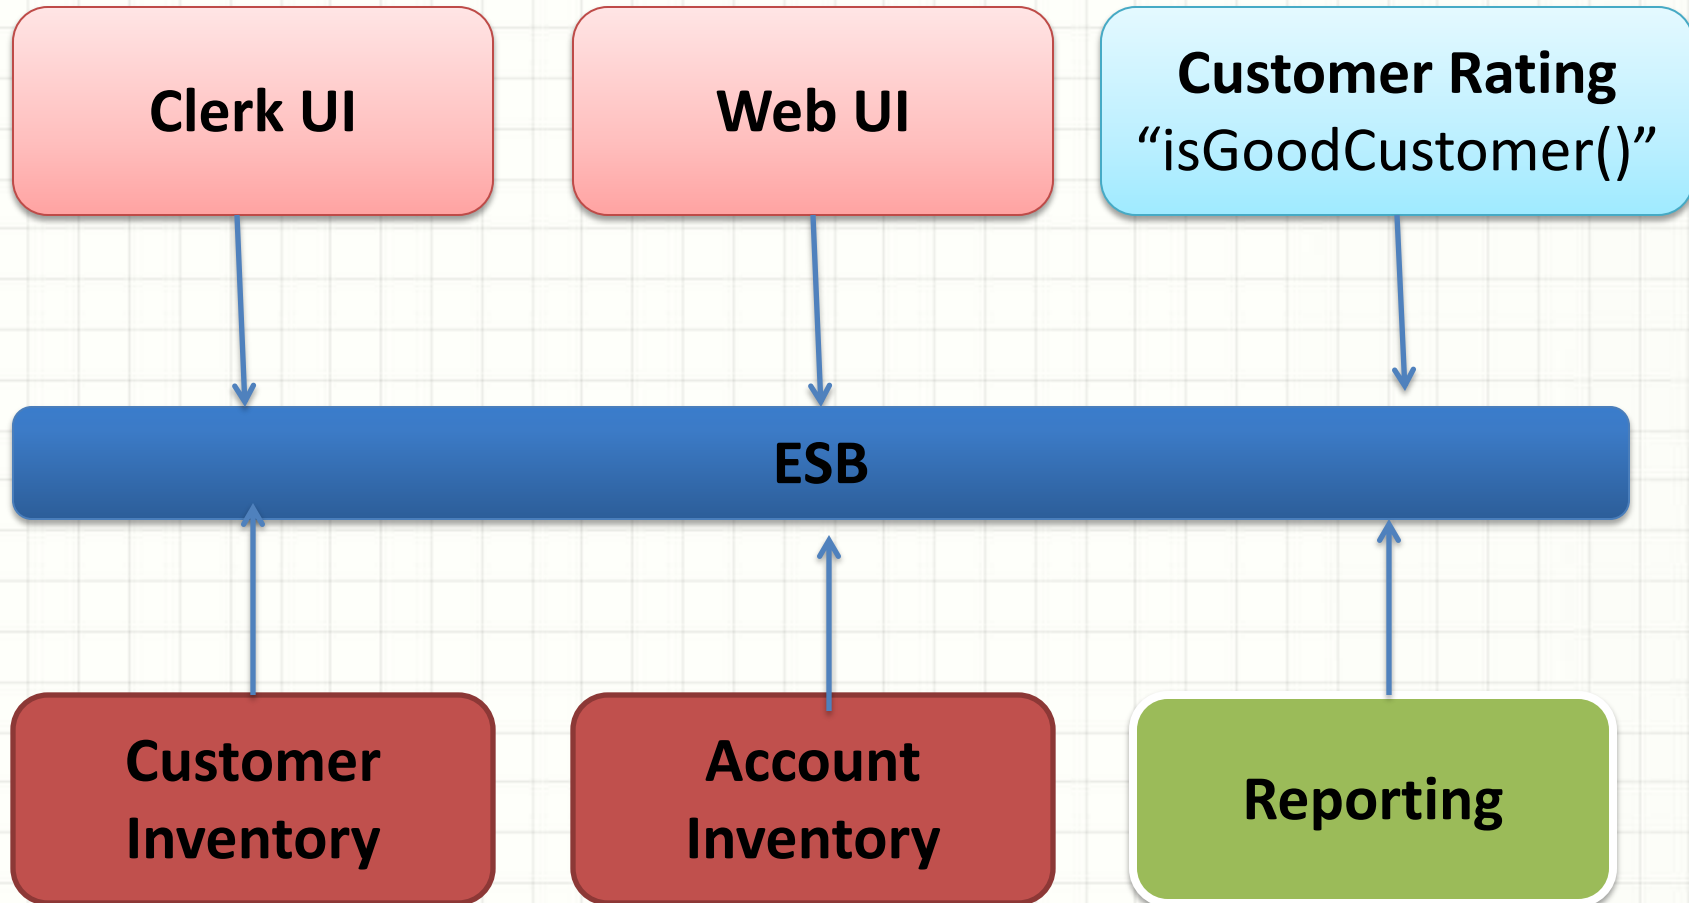 Clerk UI
Web UI
Customer Rating
“isGoodCustomer()”
ESB
Customer
Inventory
Account
Inventory
Reporting